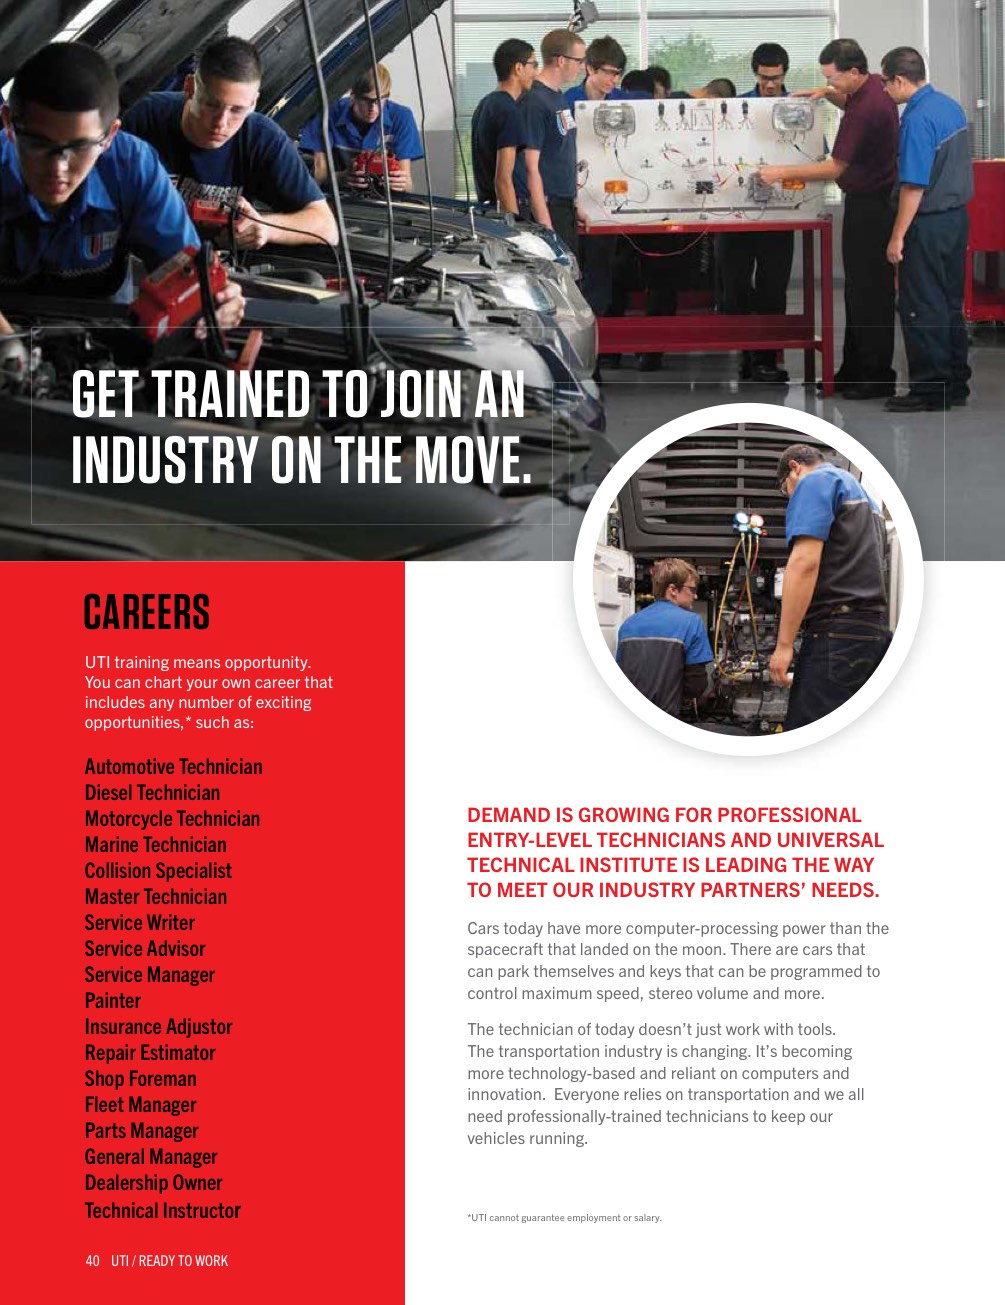 GET TRAINED TO JOIN AN
INDUSTRY ON THE MOVE.
CAREERS
UTI training means opportunity.
You can chart your own career that
includes any number of exciting
opportunities,* such as:
Automotive Technician
Diesel Technician
Motorcycle Technician
Marine Technician
Collision Specialist
Master Technician
Service Writer
Service Advisor
Service Manager
Painter
Insurance Adjustor
Repair Estimator
Shop Foreman
Fleet Manager
Parts Manager
General Manager
Dealership Owner
Technical Instructor
40 UTI / READY TO WORK
DEMAND IS GROWING FOR PROFESSIONAL
ENTRY-LEVEL TECHNICIANS AND UNIVERSAL
TECHNICAL INSTITUTE IS LEADING THE WAY
TO MEET OUR INDUSTRY PARTNERS’ NEEDS.
Cars today have more computer-processing power than the
spacecraft that landed on the moon. There are cars that
can park themselves and keys that can be programmed to
control maximum speed, stereo volume and more.
The technician of today doesn’t just work with tools.
The transportation industry is changing. It’s becoming
more technology-based and reliant on computers and
innovation.  Everyone relies on transportation and we all
need professionally-trained technicians to keep our
vehicles running.
*UTI cannot guarantee employment or salary.